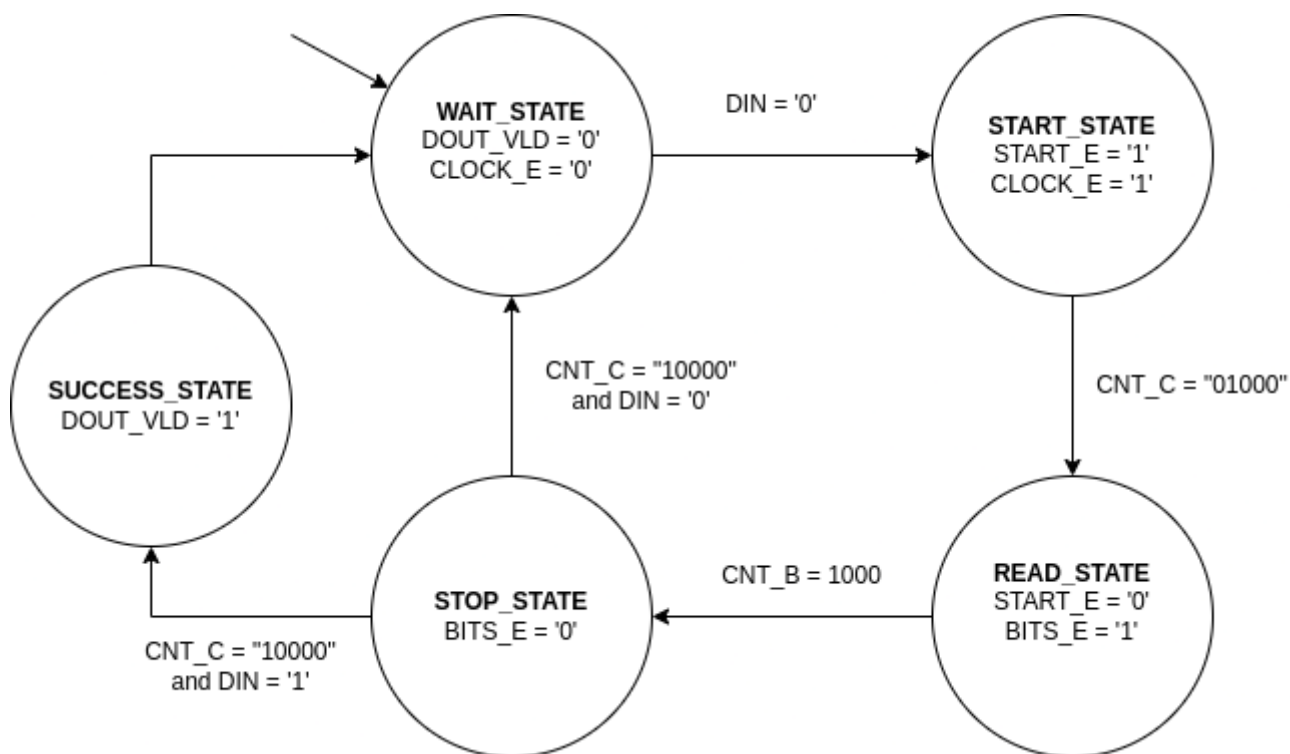 WAIT_STATE
DOUT_VLD = '0'
CLOCK_E = '0'
DIN = '0'
START_STATE
START_E = '1'
CLOCK_E = '1'
SUCCESS_STATE
DOUT_VLD = '1'
CNT_C = "10000"
and DIN = '0'
CNT_C = "01000"
CNT_C = "10000"
and DIN = '1'
STOP_STATE
BITS_E = '0'
CNT_B = 1000
READ_STATE
START_E = '0'
BITS_E = '1'